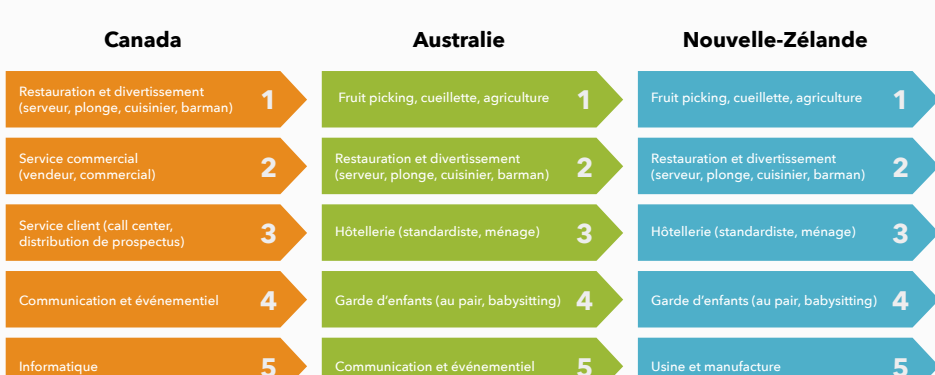 Canada
Restauration et divertissement
(serveur, plonge, cuisinier, barman)
1
Service commercial
(vendeur, commercial)
2
Service client (call center,
distribution de prospectus)
3
Communication et événementiel
4
Informatique
5
Australie
Fruit picking, cueillette, agriculture
1
Restauration et divertissement
(serveur, plonge, cuisinier, barman)
2
Hôtellerie (standardiste, ménage)
3
Garde d’enfants (au pair, babysitting)
4
Communication et événementiel
5
Nouvelle-Zélande
Fruit picking, cueillette, agriculture
1
Restauration et divertissement
(serveur, plonge, cuisinier, barman)
2
Hôtellerie (standardiste, ménage)
3
Garde d’enfants (au pair, babysitting)
4
Usine et manufacture
5